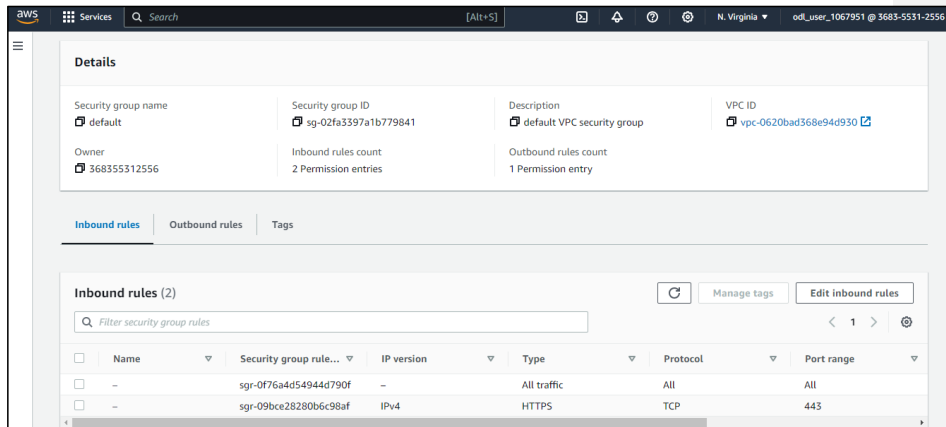 aws Services Search [Alt+S] N. Virginia ▼ odl_user_1067951 @ 3683-5531-2556
Details
Security group name Security group ID Description VPC ID
default sg-02fa3397a1b779841 default VPC security group vpc-0620bad368e94d930
Owner Inbound rules count Outbound rules count
368355312556 2 Permission entries 1 Permission entry
Inbound rules Outbound rules Tags
Inbound rules (2) Manage tags Edit inbound rules
Filter security group rules < 1 >
Name Security group rule... IP version Type Protocol Port range
– sgr-0f76a4d54944d790f – All traffic All All
– sgr-09bce28280b6c98af IPv4 HTTPS TCP 443